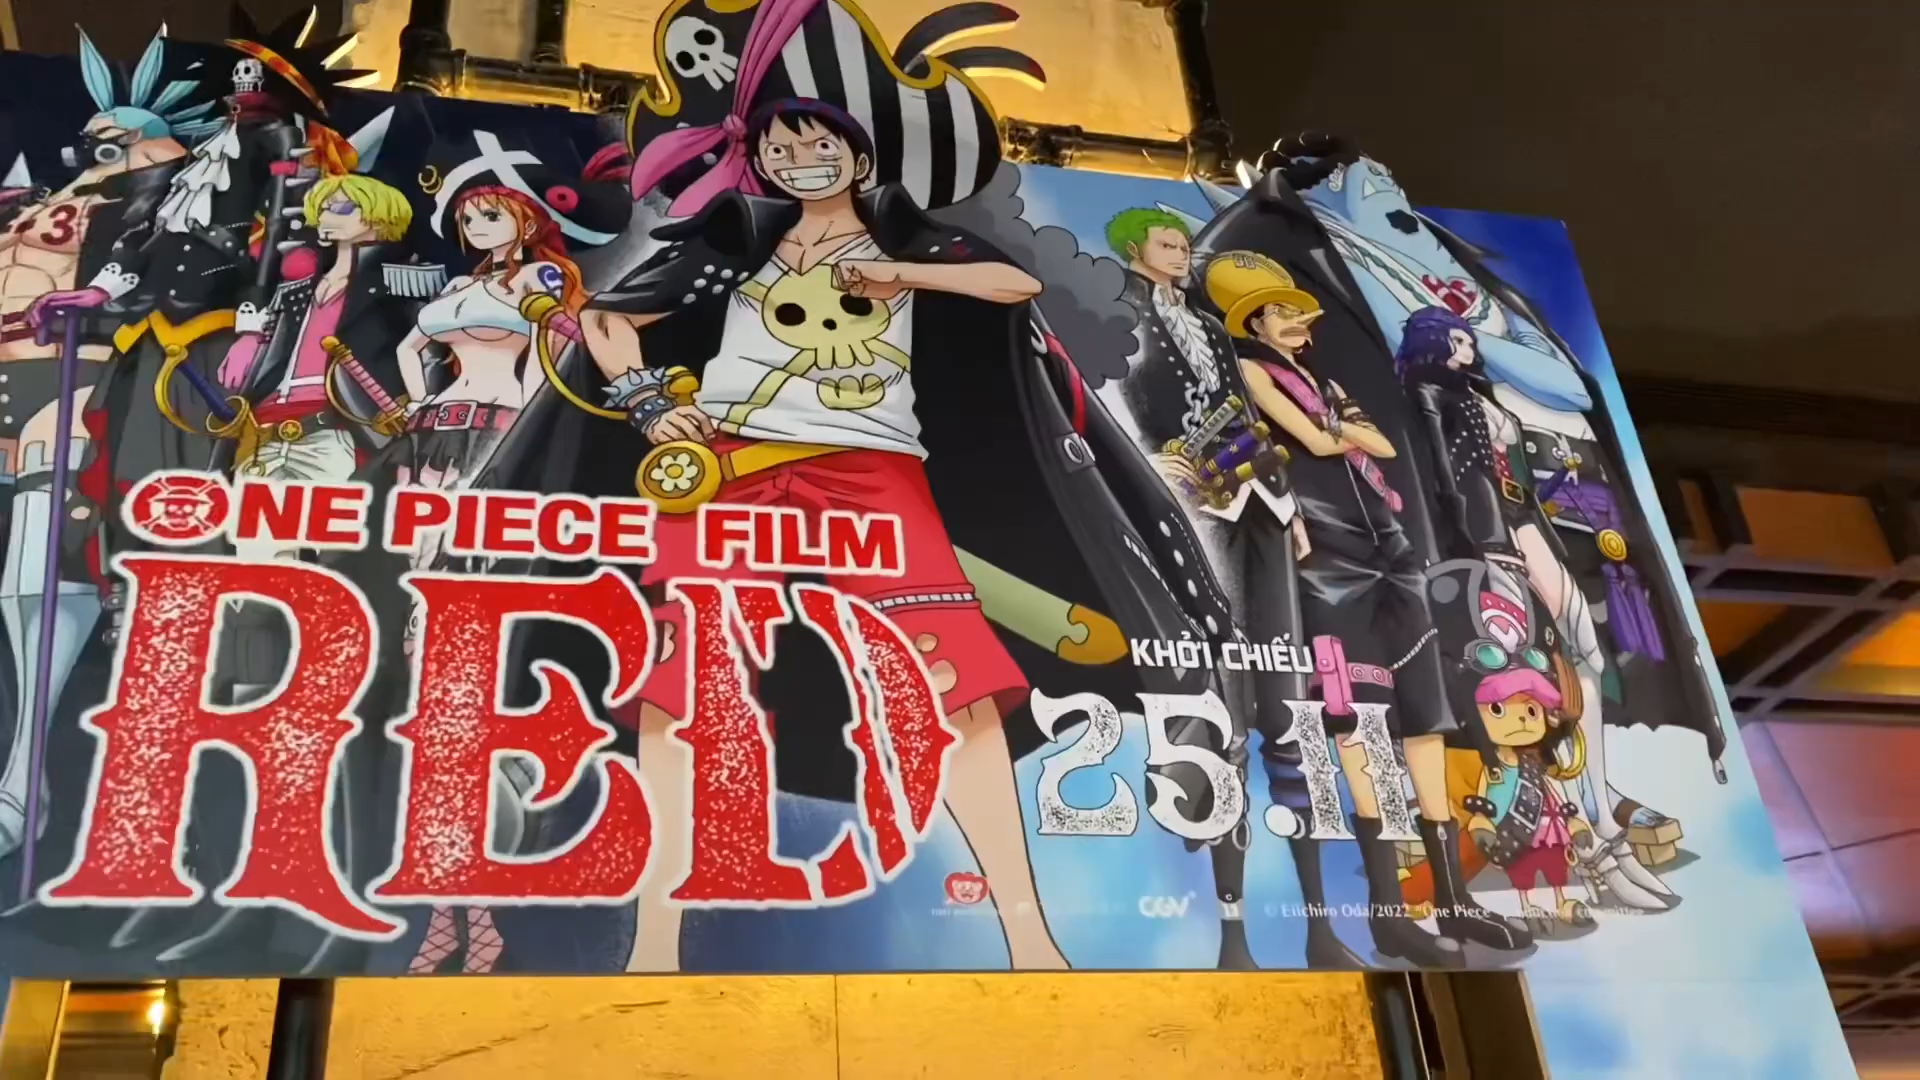 ONE PIECE FILM
RED
KHỞI CHIẾU
25.11
CGV
© Eiichiro Oda/2022 "One Piece"